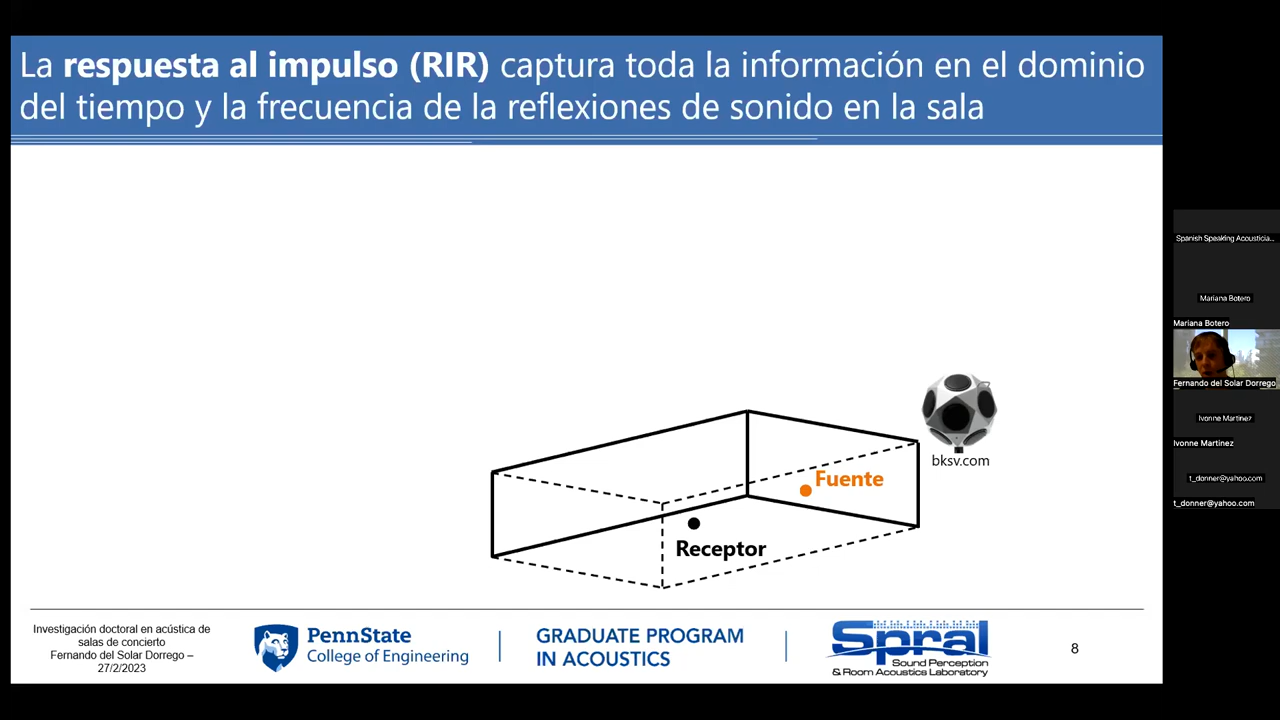 La respuesta al impulso (RIR) captura toda la información en el dominio
del tiempo y la frecuencia de la reflexiones de sonido en la sala
bksv.com
Fuente
Receptor
Investigación doctoral en acústica de
salas de concierto
Fernando del Solar Dorrego –
27/2/2023
PennState
College of Engineering
GRADUATE PROGRAM
IN ACOUSTICS
Spral
Sound Perception
& Room Acoustics Laboratory
8
Spanish Speaking Acousticia...
Mariana Botero
Mariana Botero
Fernando del Solar Dorrego
Ivonne Martinez
Ivonne Martinez
t_donner@yahoo.com
t_donner@yahoo.com